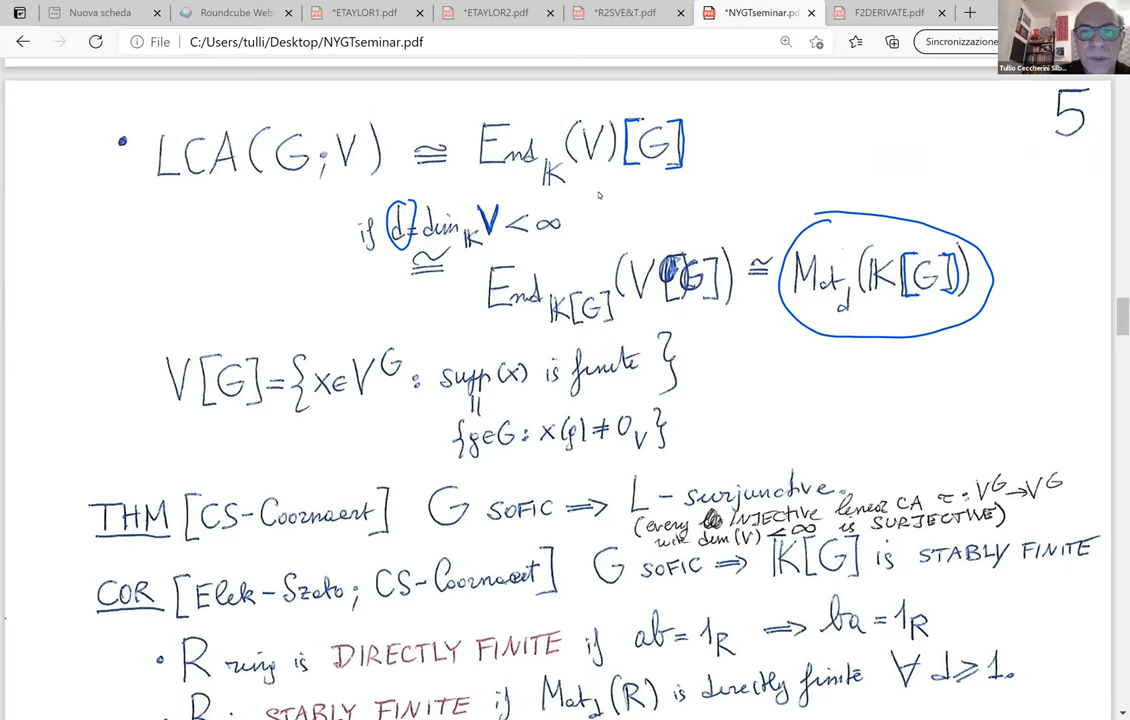 Nuova scheda
Roundcube Web
*ETAYLOR1.pdf
*ETAYLOR2.pdf
*R2SVE&T.pdf
*NYGTseminar.pd
F2DERIVATE.pdf
File C:/Users/tulli/Desktop/NYGTseminar.pdf
Sincronizzazione
Tullio Ceccherini Silb...
5
• LCA(G;V) ≅ End_𝕂(V)[G]
if d=dim_𝕂 V < ∞
≅ End_𝕂[G](V[G]) ≅ Mat_d(𝕂[G])
V[G]={x∈V^G : supp(x) is finite}
||
{g∈G: x(g)≠0_V}
THM [CS-Coornaert] G SOFIC ⟹ L-surjunctive.
(every INJECTIVE linear CA τ: V^G→V^G
with dim(V)<∞ is SURJECTIVE)
COR [Elek-Szabo; CS-Coornaert] G SOFIC ⟹ 𝕂[G] is STABLY FINITE
• R ring is DIRECTLY FINITE if ab=1_R ⟹ ba=1_R
R STABLY FINITE if Mat_d(R) is directly finite ∀ d≥1.